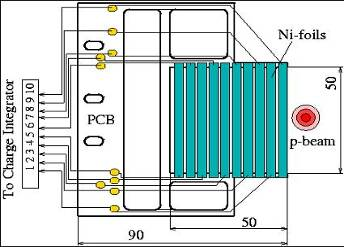 Ni-foils
To Charge Integrator
1 2 3 4 5 6 7 8 9 10
PCB
50
p-beam
50
90